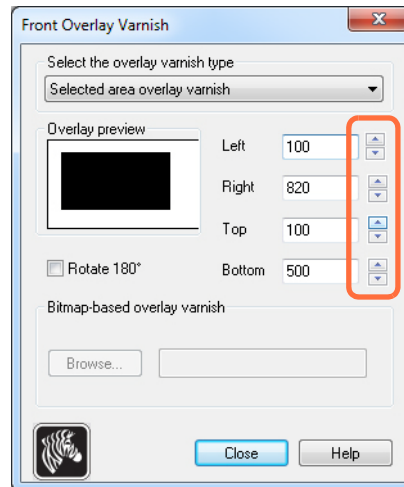 Front Overlay Varnish
Select the overlay varnish type
Selected area overlay varnish
Overlay preview
Left 100
Right 820
Top 100
Rotate 180° Bottom 500
Bitmap-based overlay varnish
Browse...
Close Help